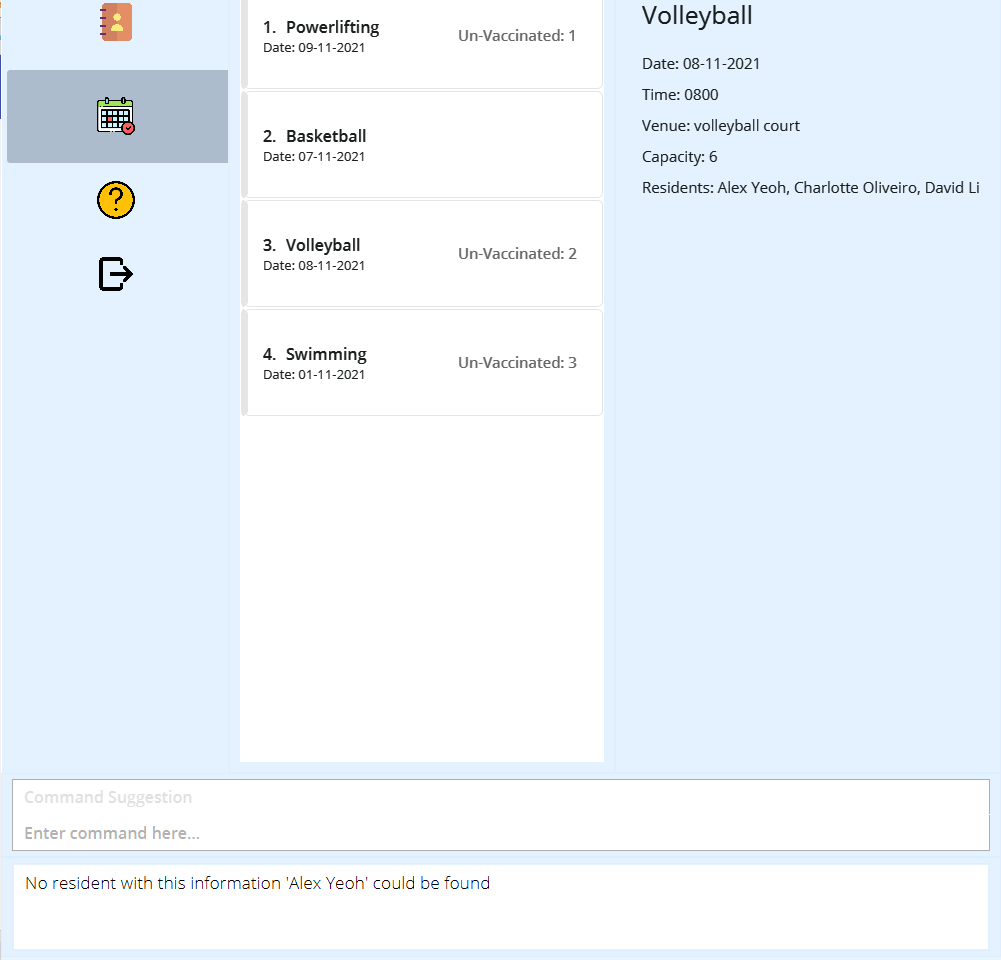 1. Powerlifting
Date: 09-11-2021
Un-Vaccinated: 1
2. Basketball
Date: 07-11-2021
3. Volleyball
Date: 08-11-2021
Un-Vaccinated: 2
4. Swimming
Date: 01-11-2021
Un-Vaccinated: 3
Volleyball
Date: 08-11-2021
Time: 0800
Venue: volleyball court
Capacity: 6
Residents: Alex Yeoh, Charlotte Oliveiro, David Li
Command Suggestion
Enter command here...
No resident with this information 'Alex Yeoh' could be found